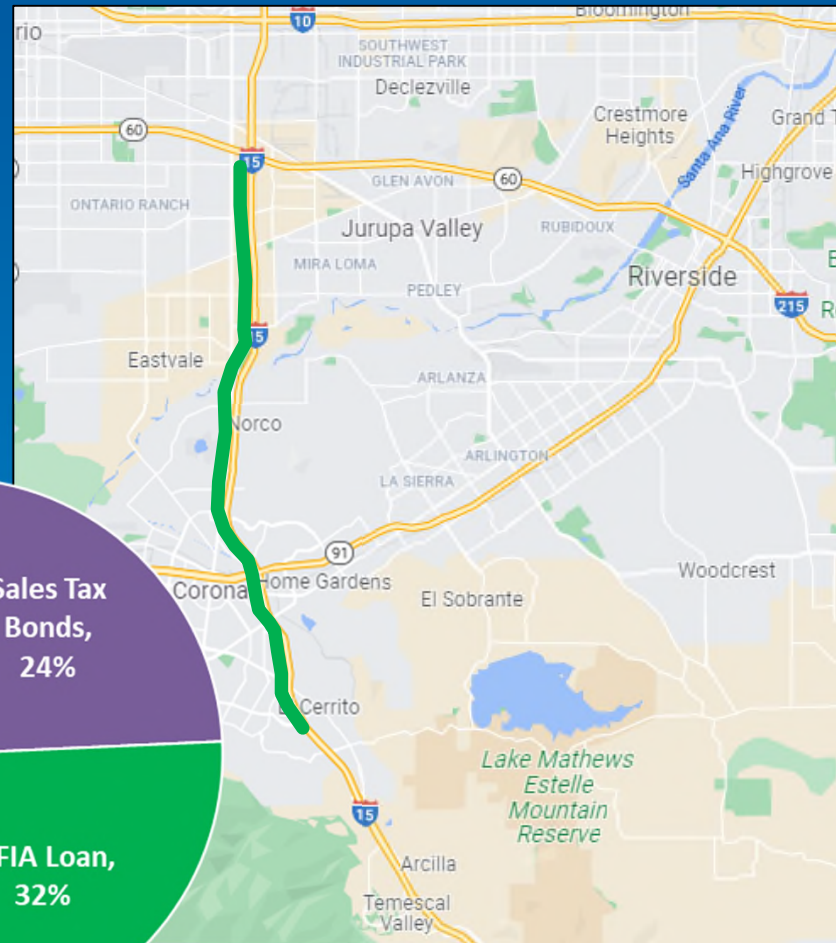 10
Bloomington
rio
SOUTHWEST
INDUSTRIAL PARK
Declezville
Crestmore
Heights
Grand
Santa Ana River
60
15
GLEN AVON
60
Highgrove
ONTARIO RANCH
Jurupa Valley
RUBIDOUX
MIRA LOMA
Riverside
PEDLEY
215
15
Eastvale
ARLANZA
Norco
ARLINGTON
LA SIERRA
91
Corona
Home Gardens
Woodcrest
El Sobrante
Sales Tax
Bonds,
24%
Cerrito
Lake Mathews
Estelle
Mountain
Reserve
15
FIA Loan,
32%
Arcilla
Temescal
Valley